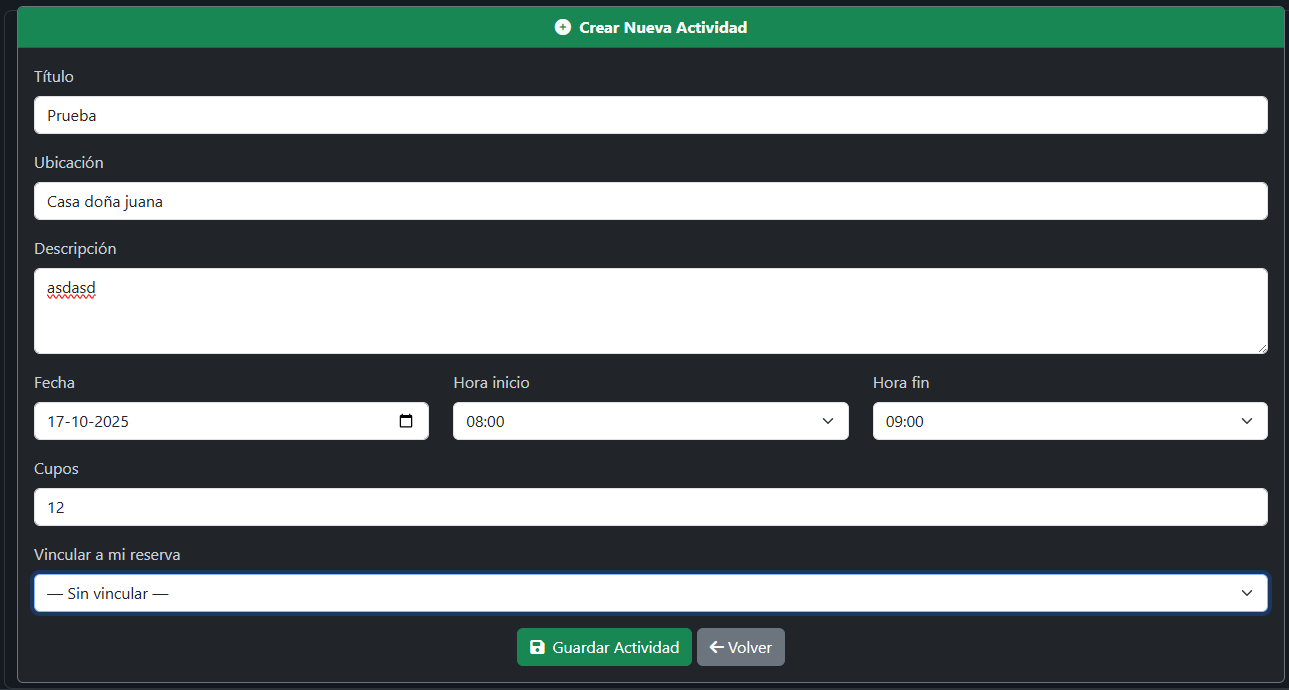 Crear Nueva Actividad
Título
Prueba
Ubicación
Casa doña juana
Descripción
asdasd
Fecha Hora inicio Hora fin
17-10-2025 08:00 09:00
Cupos
12
Vincular a mi reserva
— Sin vincular —
Guardar Actividad Volver